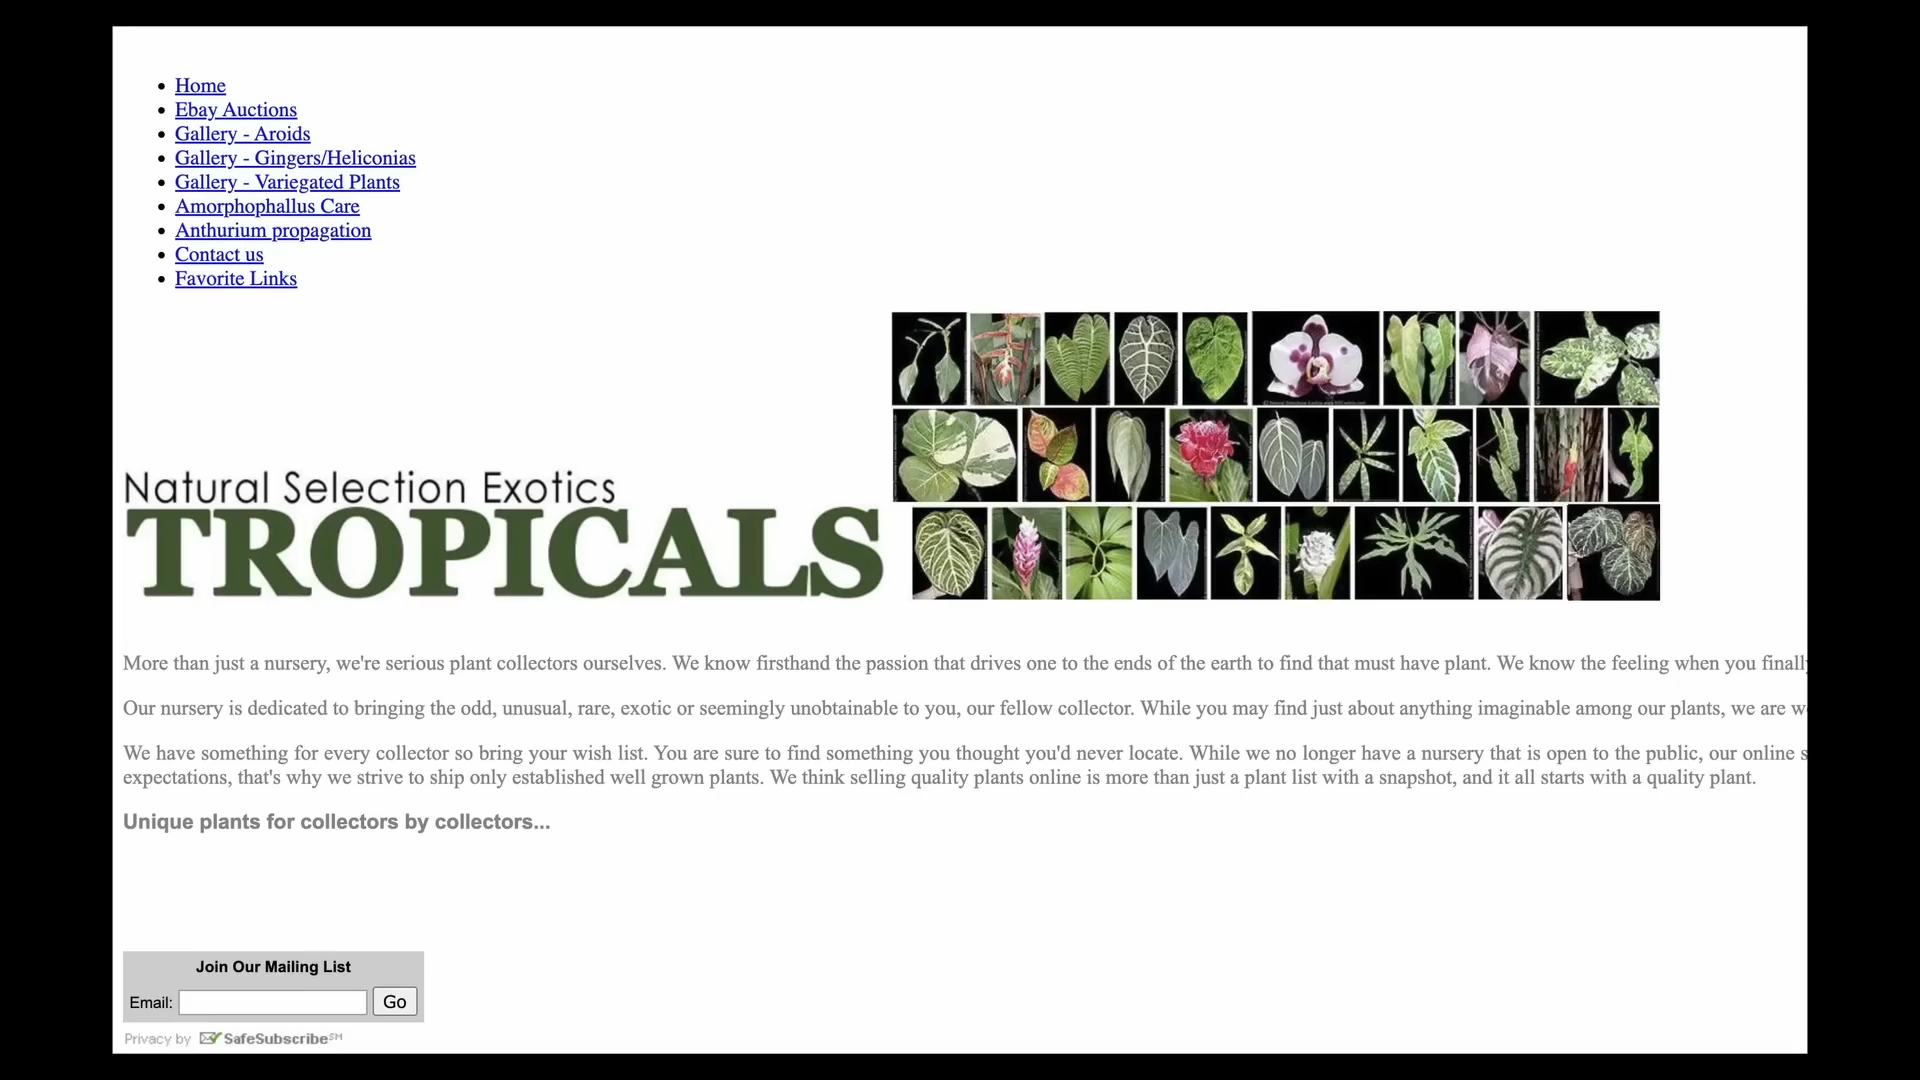 Home
Ebay Auctions
Gallery - Aroids
Gallery - Gingers/Heliconias
Gallery - Variegated Plants
Amorphophallus Care
Anthurium propagation
Contact us
Favorite Links
Natural Selection Exotics
TROPICALS
More than just a nursery, we're serious plant collectors ourselves. We know firsthand the passion that drives one to the ends of the earth to find that must have plant. We know the feeling when you finally
Our nursery is dedicated to bringing the odd, unusual, rare, exotic or seemingly unobtainable to you, our fellow collector. While you may find just about anything imaginable among our plants, we are w
We have something for every collector so bring your wish list. You are sure to find something you thought you'd never locate. While we no longer have a nursery that is open to the public, our online s
expectations, that's why we strive to ship only established well grown plants. We think selling quality plants online is more than just a plant list with a snapshot, and it all starts with a quality plant.
Unique plants for collectors by collectors...
Join Our Mailing List
Email: Go
Privacy by SafeSubscribe℠